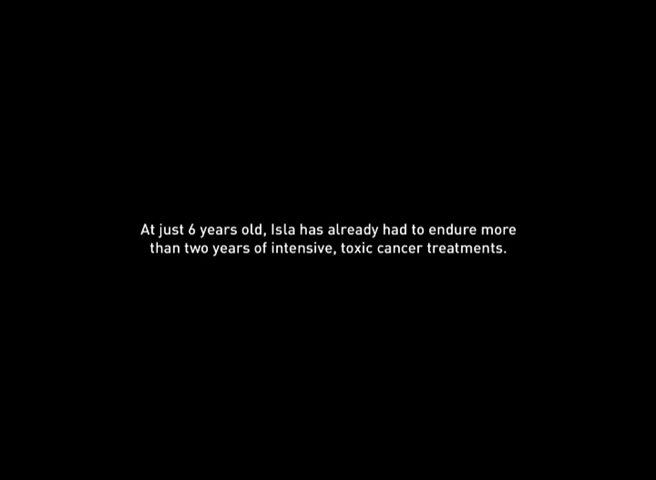 At just 6 years old, Isla has already had to endure more
than two years of intensive, toxic cancer treatments.